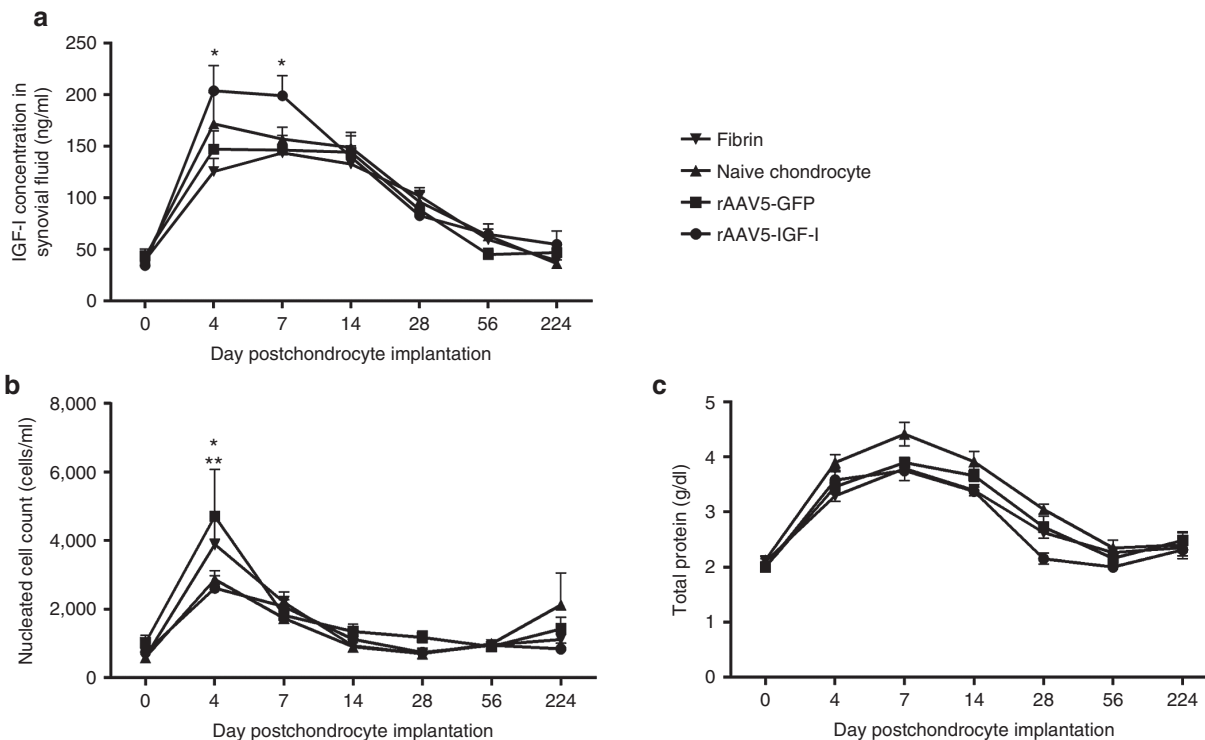 a
250
200
150
100
50
0
IGF-I concentration in
synovial fluid (ng/ml)
*
*
0 4 7 14 28 56 224
Day postchondrocyte implantation
Fibrin
Naive chondrocyte
rAAV5-GFP
rAAV5-IGF-I
b
8,000
6,000
4,000
2,000
0
Nucleated cell count (cells/ml)
*
**
0 4 7 14 28 56 224
Day postchondrocyte implantation
c
5
4
3
2
1
0
Total protein (g/dl)
0 4 7 14 28 56 224
Day postchondrocyte implantation